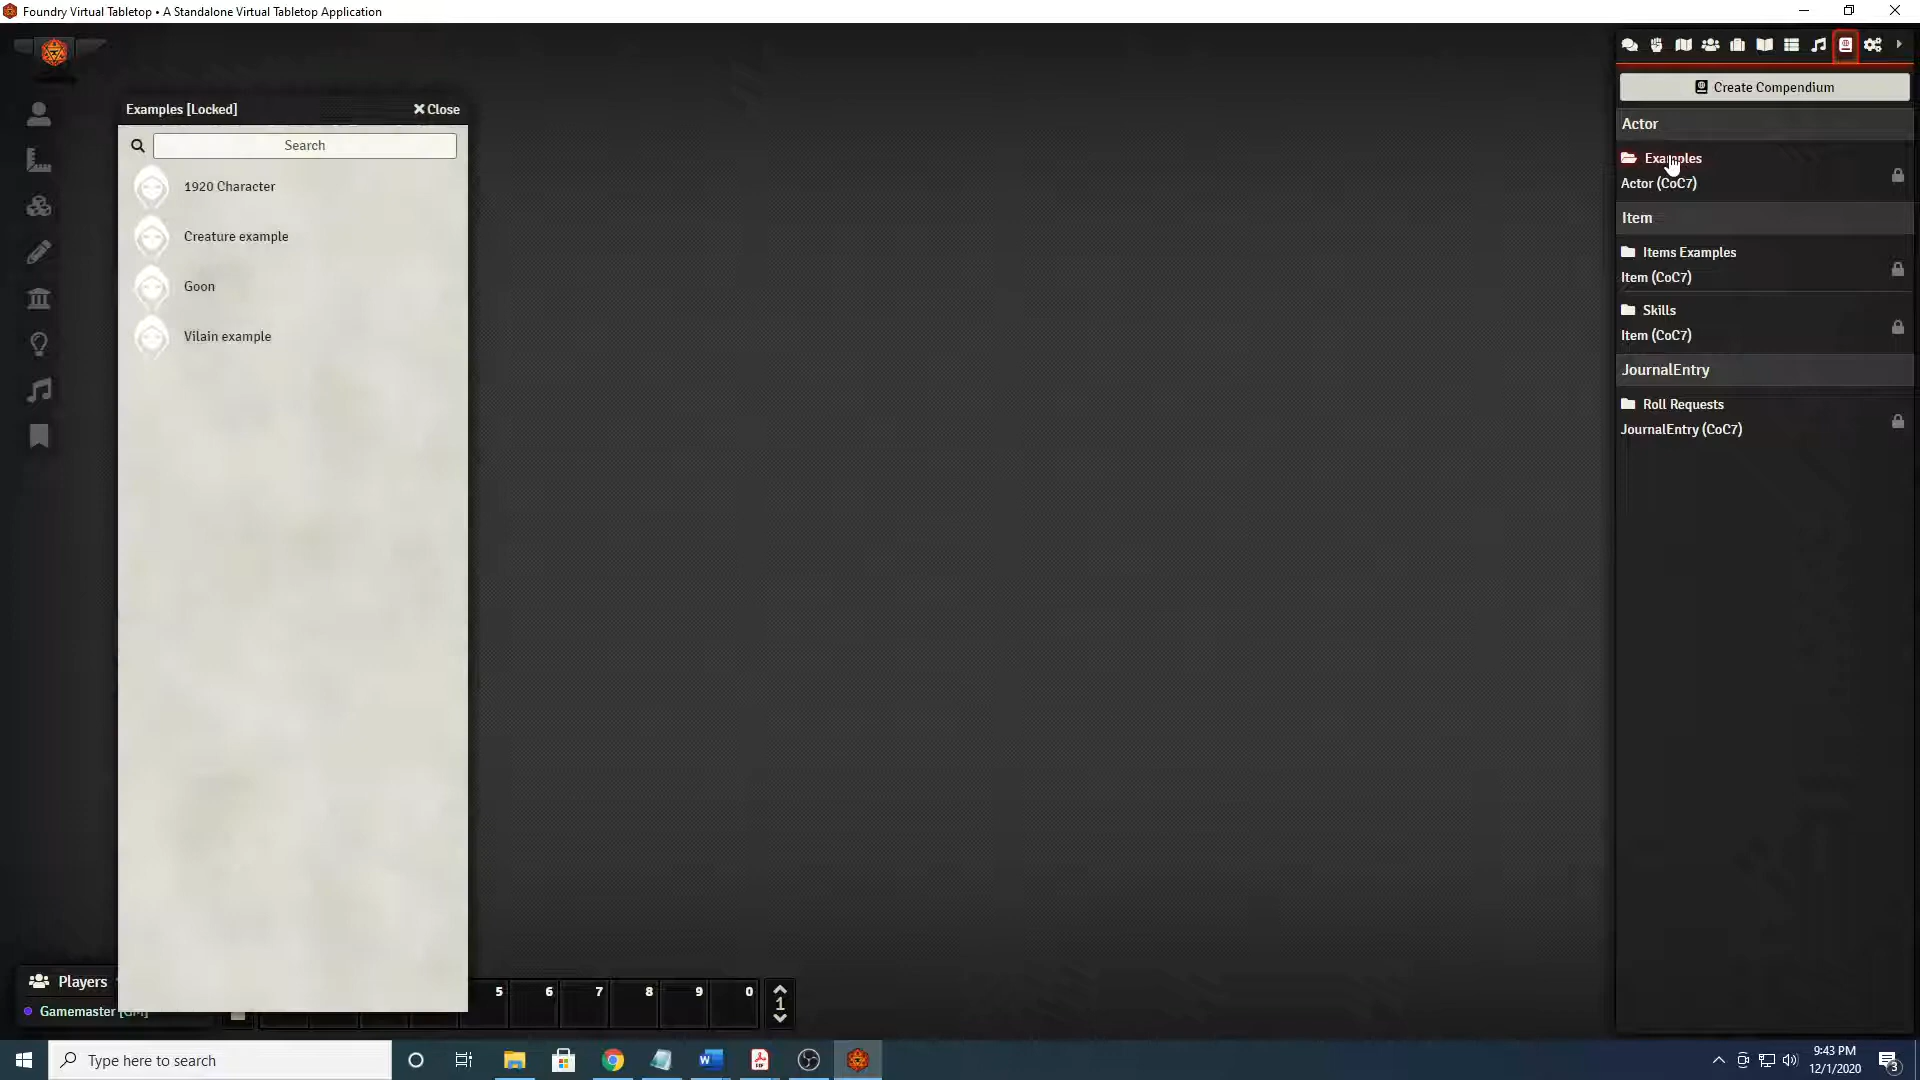 Foundry Virtual Tabletop • A Standalone Virtual Tabletop Application
Create Compendium
Actor
Examples
Actor (CoC7)
Item
Items Examples
Item (CoC7)
Skills
Item (CoC7)
JournalEntry
Roll Requests
JournalEntry (CoC7)
Examples [Locked]
Close
Search
1920 Character
Creature example
Goon
Vilain example
Players
Gamemaster [GM]
5 6 7 8 9 0
1
Type here to search
9:43 PM
12/1/2020
3